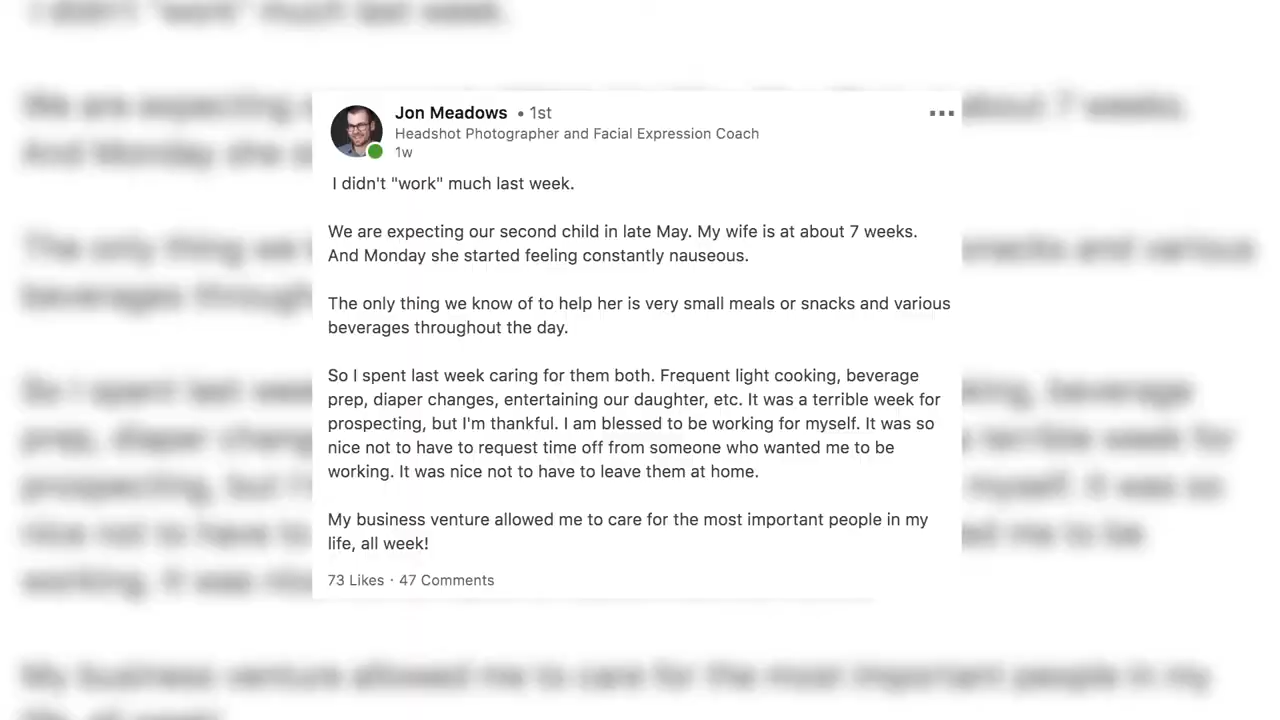 Jon Meadows • 1st
Headshot Photographer and Facial Expression Coach
1w
I didn't "work" much last week.
We are expecting our second child in late May. My wife is at about 7 weeks.
And Monday she started feeling constantly nauseous.
The only thing we know of to help her is very small meals or snacks and various
beverages throughout the day.
So I spent last week caring for them both. Frequent light cooking, beverage
prep, diaper changes, entertaining our daughter, etc. It was a terrible week for
prospecting, but I'm thankful. I am blessed to be working for myself. It was so
nice not to have to request time off from someone who wanted me to be
working. It was nice not to have to leave them at home.
My business venture allowed me to care for the most important people in my
life, all week!
73 Likes · 47 Comments